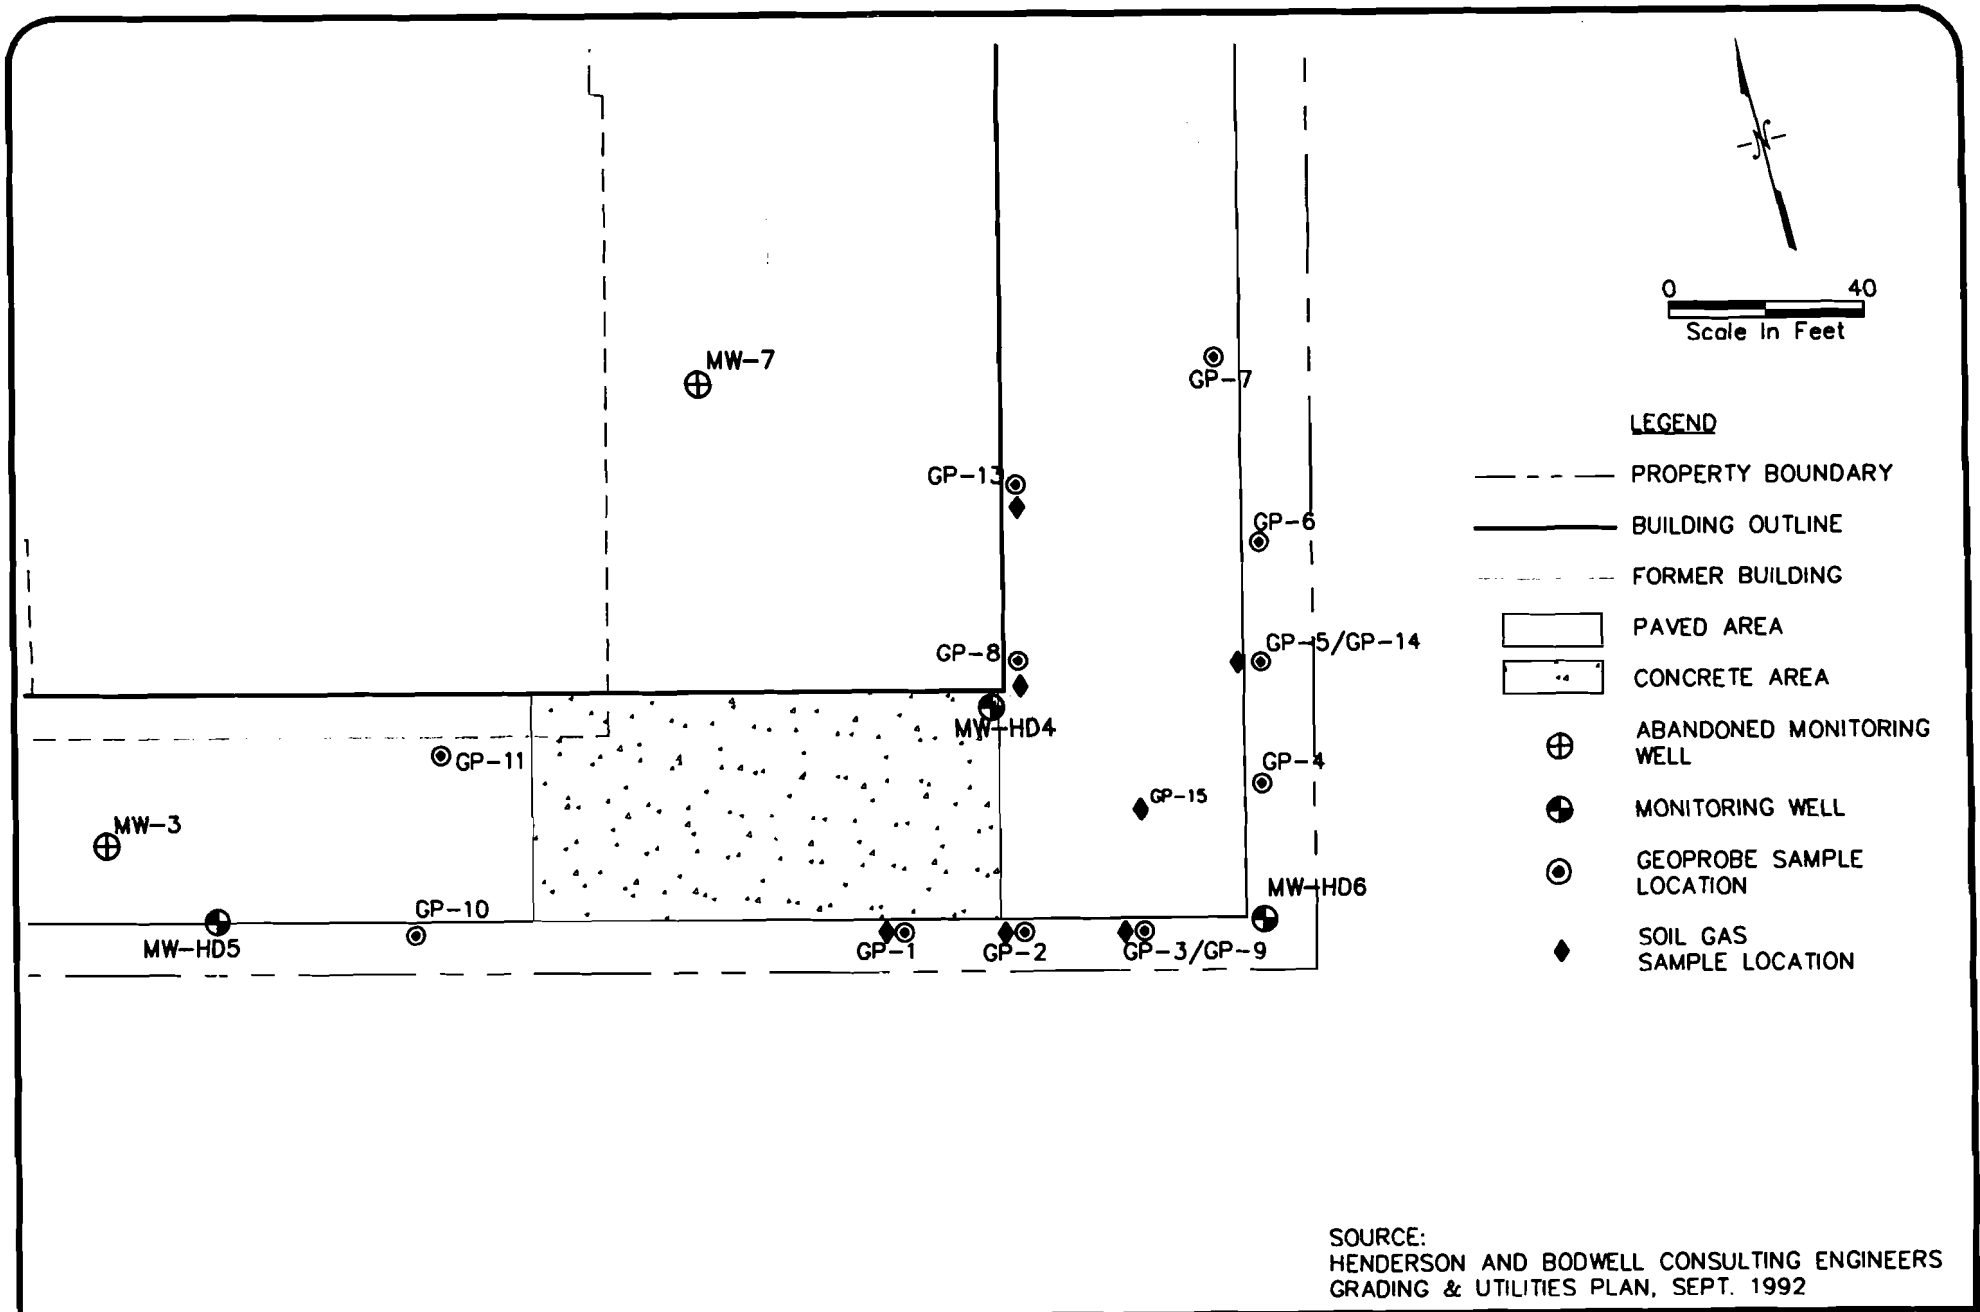 N
0 40
Scale In Feet
MW-7
GP-7
LEGEND
PROPERTY BOUNDARY
GP-13
GP-6
BUILDING OUTLINE
FORMER BUILDING
PAVED AREA
GP-8
GP-5/GP-14
CONCRETE AREA
MW-HD4
ABANDONED MONITORING
WELL
GP-11
GP-4
GP-15
MONITORING WELL
MW-3
GEOPROBE SAMPLE
LOCATION
MW-HD6
GP-10
MW-HD5
GP-1
GP-2
GP-3/GP-9
SOIL GAS
SAMPLE LOCATION
SOURCE:
HENDERSON AND BODWELL CONSULTING ENGINEERS
GRADING & UTILITIES PLAN, SEPT. 1992